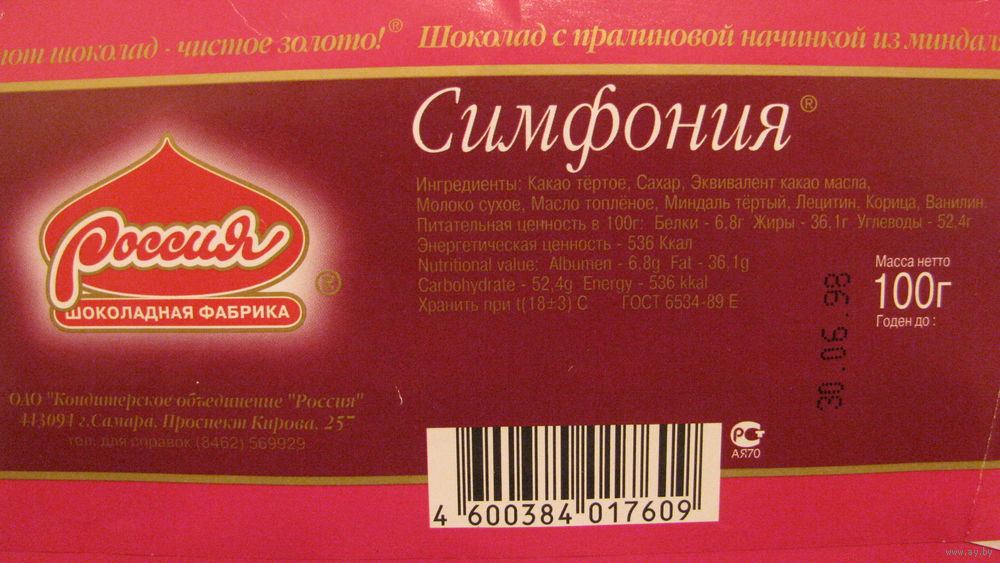 шоколад - чистое золото!® Шоколад с пралиновой начинкой из миндал
Симфония®
Россия®
ШОКОЛАДНАЯ ФАБРИКА
Ингредиенты: Какао тёртое, Сахар, Эквивалент какао масла,
Молоко сухое, Масло топлёное, Миндаль тёртый, Лецитин, Корица, Ванилин.
Питательная ценность в 100г: Белки - 6,8г Жиры - 36,1г Углеводы - 52,4г
Энергетическая ценность - 536 Ккал
Nutritional value: Albumen - 6,8g Fat - 36,1g
Carbohydrate - 52,4g Energy - 536 kkal
Хранить при t(18±3) С ГОСТ 6534-89 Е
Масса нетто
100г
Годен до :
30.06.98
ОАО "Кондитерское объединение "Россия"
443091 г.Самара, Проспект Кирова, 257
тел. для справок (8462) 569929
РСТ
АЯ70
4 600384 017609
www.ay.by